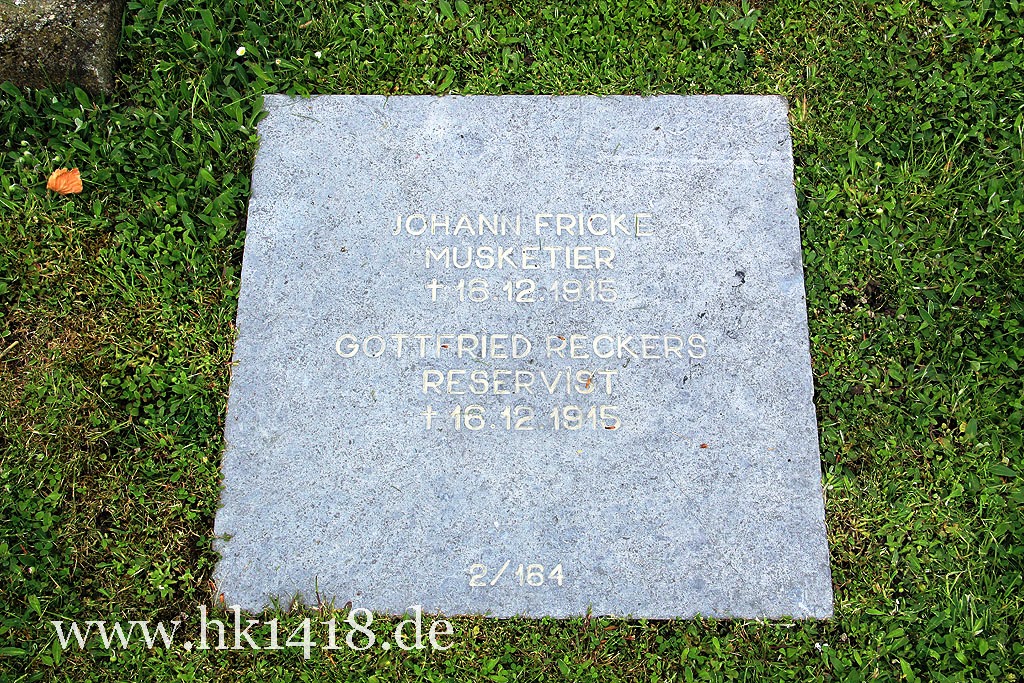 JOHANN FRICKE
MUSKETIER
† 16.12.1915
GOTTFRIED RECKERS
RESERVIST
† 16.12.1915
2/164
www.hk1418.de